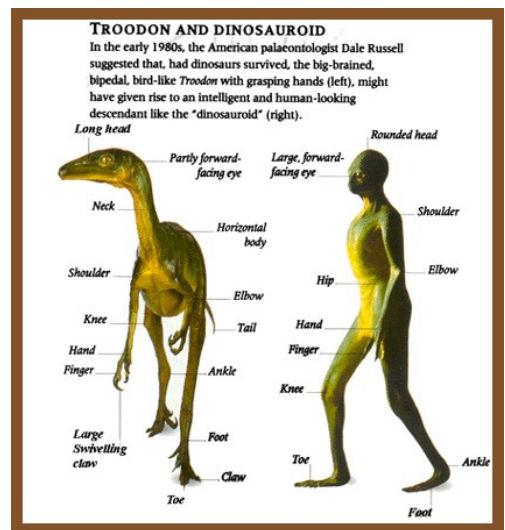 TROODON AND DINOSAUROID
In the early 1980s, the American palaeontologist Dale Russell
suggested that, had dinosaurs survived, the big-brained,
bipedal, bird-like Troodon with grasping hands (left), might
have given rise to an intelligent and human-looking
descendant like the "dinosauroid" (right).
Long head
Partly forward-
facing eye
Neck
Horizontal
body
Shoulder
Elbow
Knee
Tail
Hand
Finger
Ankle
Large
Swivelling
claw
Foot
Claw
Toe
Rounded head
Large, forward-
facing eye
Shoulder
Elbow
Hip
Hand
Finger
Knee
Toe
Ankle
Foot